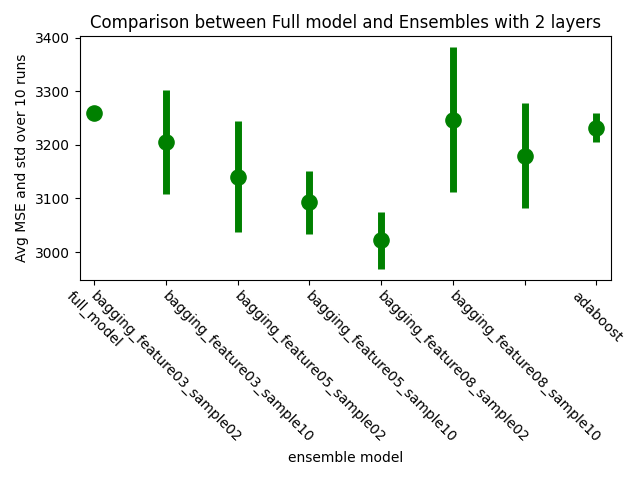 Comparison between Full model and Ensembles with 2 layers
Avg MSE and std over 10 runs
3400
3300
3200
3100
3000
full_model
bagging_feature03_sample02
bagging_feature03_sample10
bagging_feature05_sample02
bagging_feature05_sample10
bagging_feature08_sample02
bagging_feature08_sample10
adaboost
ensemble model